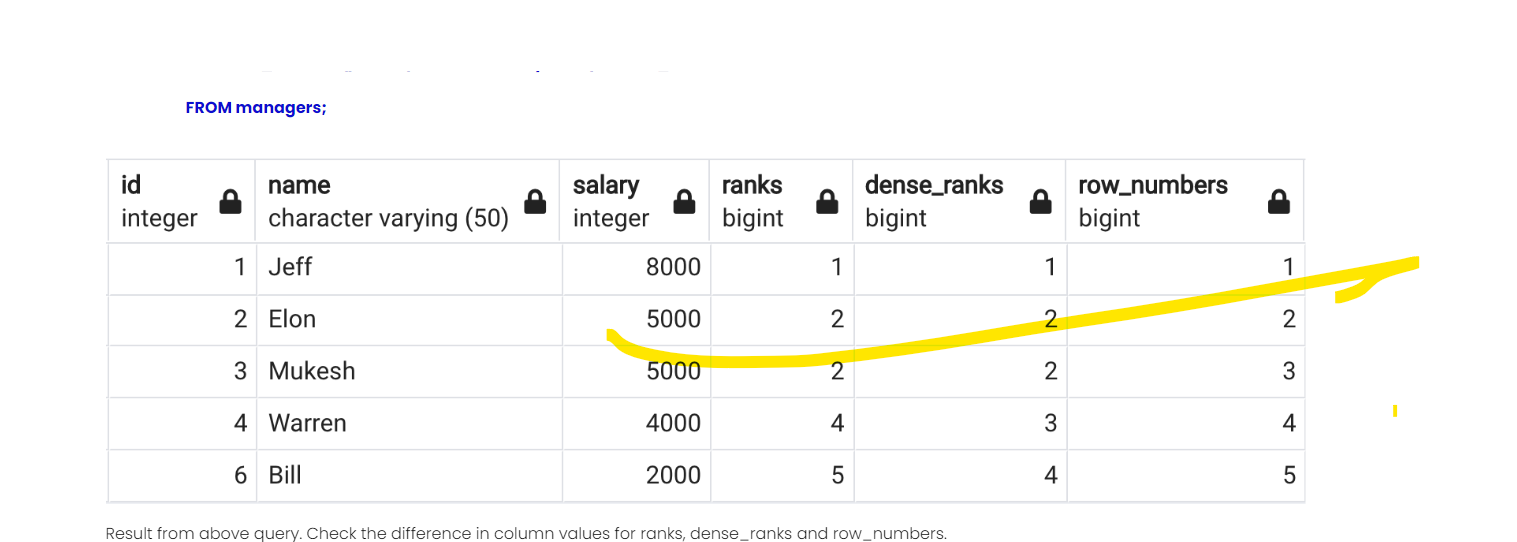 FROM managers;
id name salary ranks dense_ranks row_numbers
integer character varying (50) integer bigint bigint bigint
1 Jeff 8000 1 1 1
2 Elon 5000 2 2 2
3 Mukesh 5000 2 2 3
4 Warren 4000 4 3 4
6 Bill 2000 5 4 5
Result from above query. Check the difference in column values for ranks, dense_ranks and row_numbers.